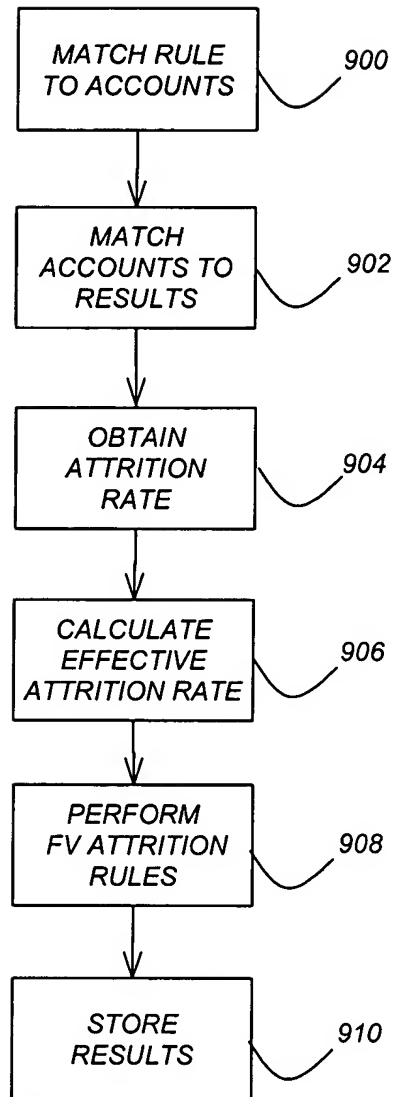 MATCH RULE
TO ACCOUNTS
900
MATCH
ACCOUNTS TO
RESULTS
902
OBTAIN
ATTRITION
RATE
904
CALCULATE
EFFECTIVE
ATTRITION RATE
906
PERFORM
FV ATTRITION
RULES
908
STORE
RESULTS
910